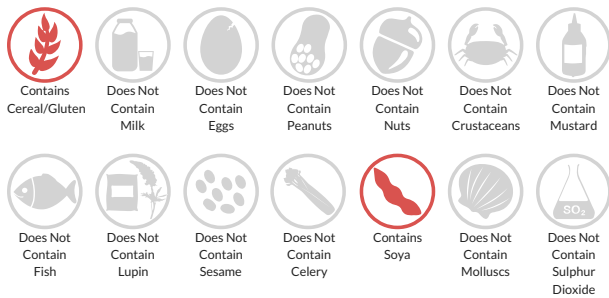 Contains
Cereal/Gluten
Does Not
Contain
Milk
Does Not
Contain
Eggs
Does Not
Contain
Peanuts
Does Not
Contain
Nuts
Does Not
Contain
Crustaceans
Does Not
Contain
Mustard
Does Not
Contain
Fish
Does Not
Contain
Lupin
Does Not
Contain
Sesame
Does Not
Contain
Celery
Contains
Soya
Does Not
Contain
Molluscs
SO₂
Does Not
Contain
Sulphur
Dioxide